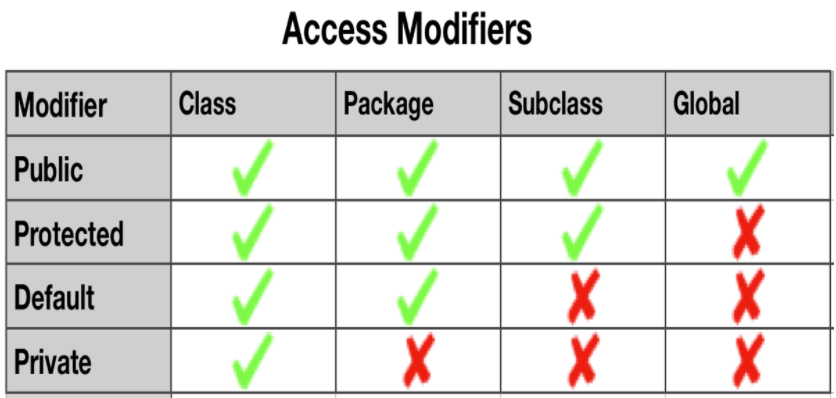 Access Modifiers
Modifier Class Package Subclass Global
Public
Protected
Default
Private